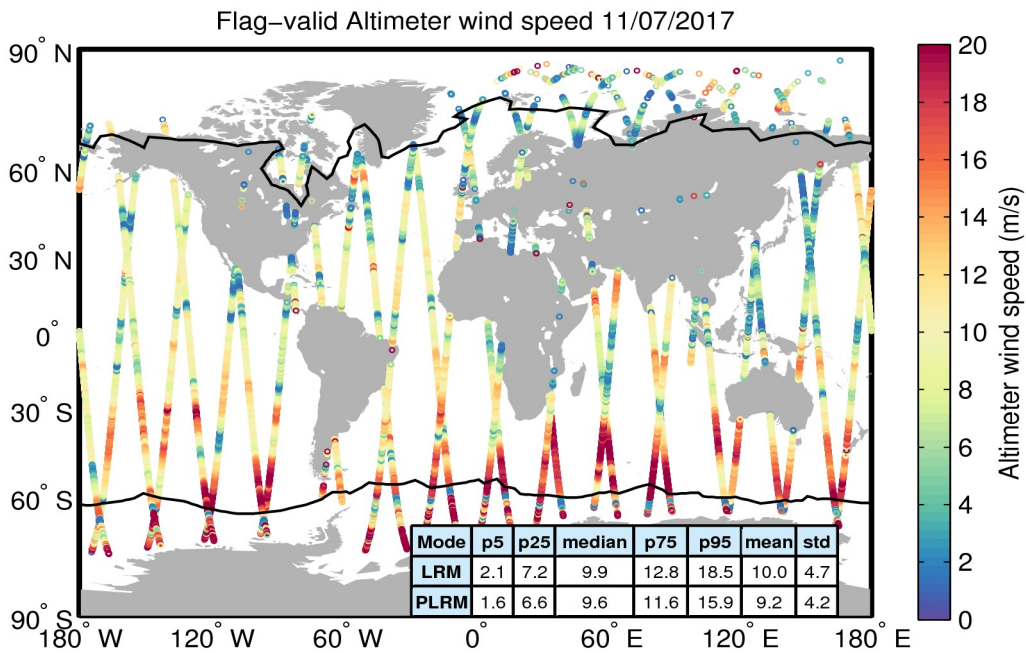 Flag−valid Altimeter wind speed 11/07/2017
90° N
60° N
30° N
0°
30° S
60° S
90° S
180° W
120° W
60° W
0°
60° E
120° E
180° E
Mode p5 p25 median p75 p95 mean std
LRM 2.1 7.2 9.9 12.8 18.5 10.0 4.7
PLRM 1.6 6.6 9.6 11.6 15.9 9.2 4.2
20
18
16
14
12
10
8
6
4
2
0
Altimeter wind speed (m/s)